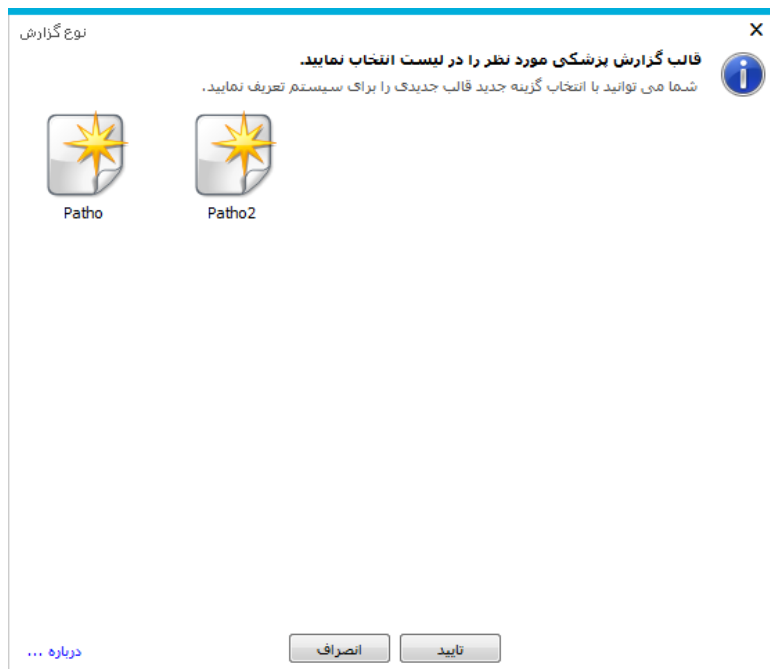 نوع گزارش
قالب گزارش پزشکی مورد نظر را در لیست انتخاب نمایید.
شما می توانید با انتخاب گزینه جدید قالب جدیدی را برای سیستم تعریف نمایید.
Patho
Patho2
تایید
انصراف
درباره ...